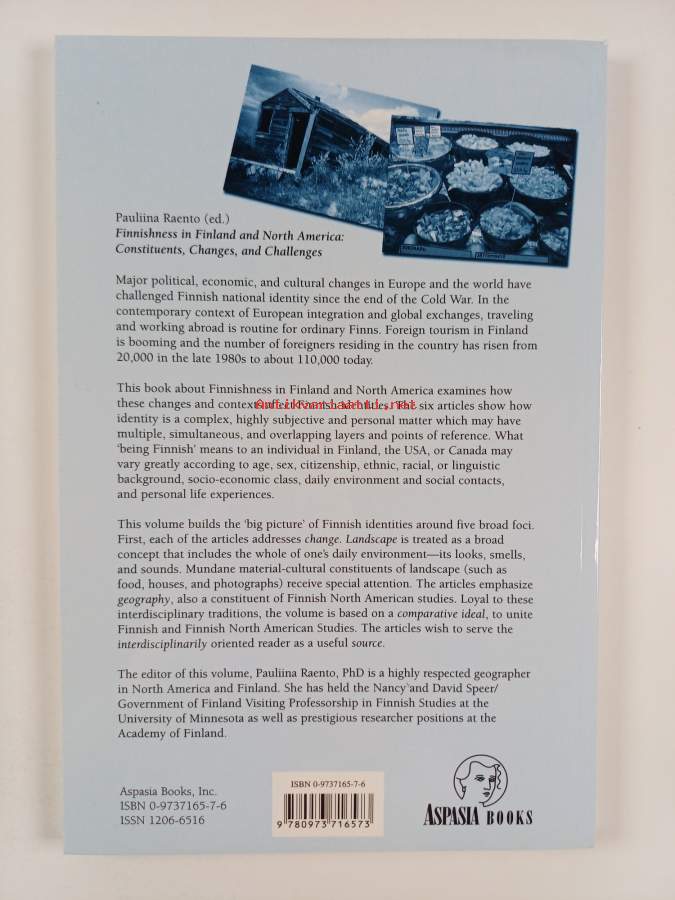 Pauliina Raento (ed.)
Finnishness in Finland and North America:
Constituents, Changes, and Challenges
Major political, economic, and cultural changes in Europe and the world have
challenged Finnish national identity since the end of the Cold War. In the
contemporary context of European integration and global exchanges, traveling
and working abroad is routine for ordinary Finns. Foreign tourism in Finland
is booming and the number of foreigners residing in the country has risen from
20,000 in the late 1980s to about 110,000 today.
This book about Finnishness in Finland and North America examines how
these changes and contexts affect Finnish identities. The six articles show how
identity is a complex, highly subjective and personal matter which may have
multiple, simultaneous, and overlapping layers and points of reference. What
'being Finnish' means to an individual in Finland, the USA, or Canada may
vary greatly according to age, sex, citizenship, ethnic, racial, or linguistic
background, socio-economic class, daily environment and social contacts,
and personal life experiences.
This volume builds the 'big picture' of Finnish identities around five broad foci.
First, each of the articles addresses change. Landscape is treated as a broad
concept that includes the whole of one's daily environment—its looks, smells,
and sounds. Mundane material-cultural constituents of landscape (such as
food, houses, and photographs) receive special attention. The articles emphasize
geography, also a constituent of Finnish North American studies. Loyal to these
interdisciplinary traditions, the volume is based on a comparative ideal, to unite
Finnish and Finnish North American Studies. The articles wish to serve the
interdisciplinarily oriented reader as a useful source.
The editor of this volume, Pauliina Raento, PhD is a highly respected geographer
in North America and Finland. She has held the Nancy and David Speer/
Government of Finland Visiting Professorship in Finnish Studies at the
University of Minnesota as well as prestigious researcher positions at the
Academy of Finland.
Aspasia Books, Inc.
ISBN 0-9737165-7-6
ISSN 1206-6516
ISBN 0-9737165-7-6
9 780973 716573
ASPASIA BOOKS